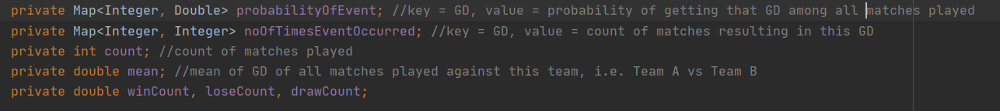 private Map<Integer, Double> probabilityOfEvent; //key = GD, value = probability of getting that GD among all matches played
private Map<Integer, Integer> noOfTimesEventOccurred; //key = GD, value = count of matches resulting in this GD
private int count; //count of matches played
private double mean; //mean of GD of all matches played against this team, i.e. Team A vs Team B
private double winCount, loseCount, drawCount;